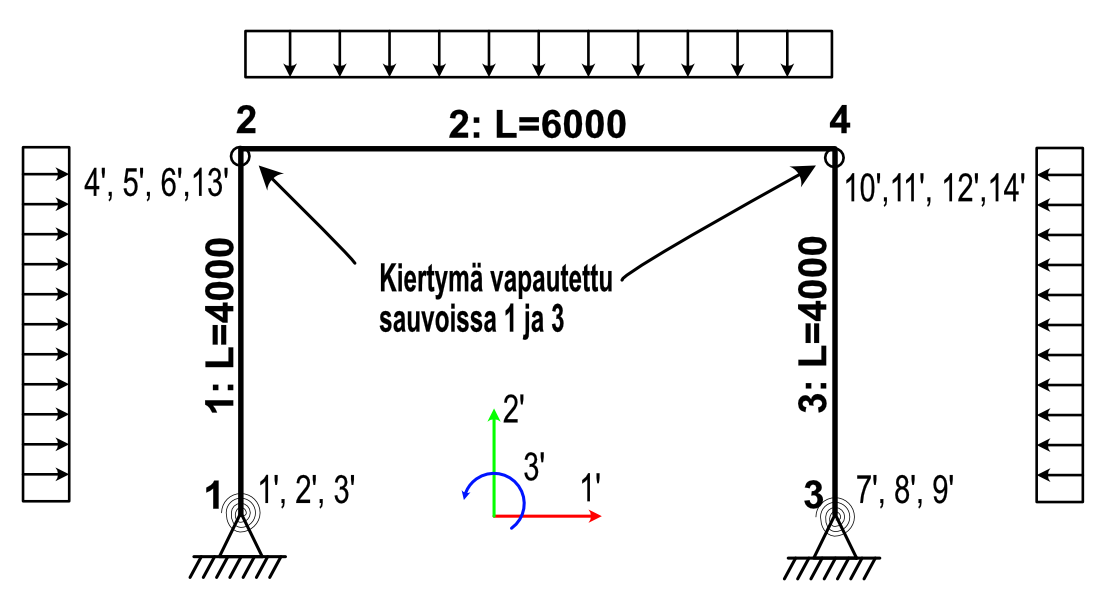 2
4
2: L=6000
4', 5', 6',13'
10',11', 12',14'
Kiertymä vapautettu
sauvoissa 1 ja 3
1: L=4000
3: L=4000
2'
3'
1'
1
1', 2', 3'
3
7', 8', 9'